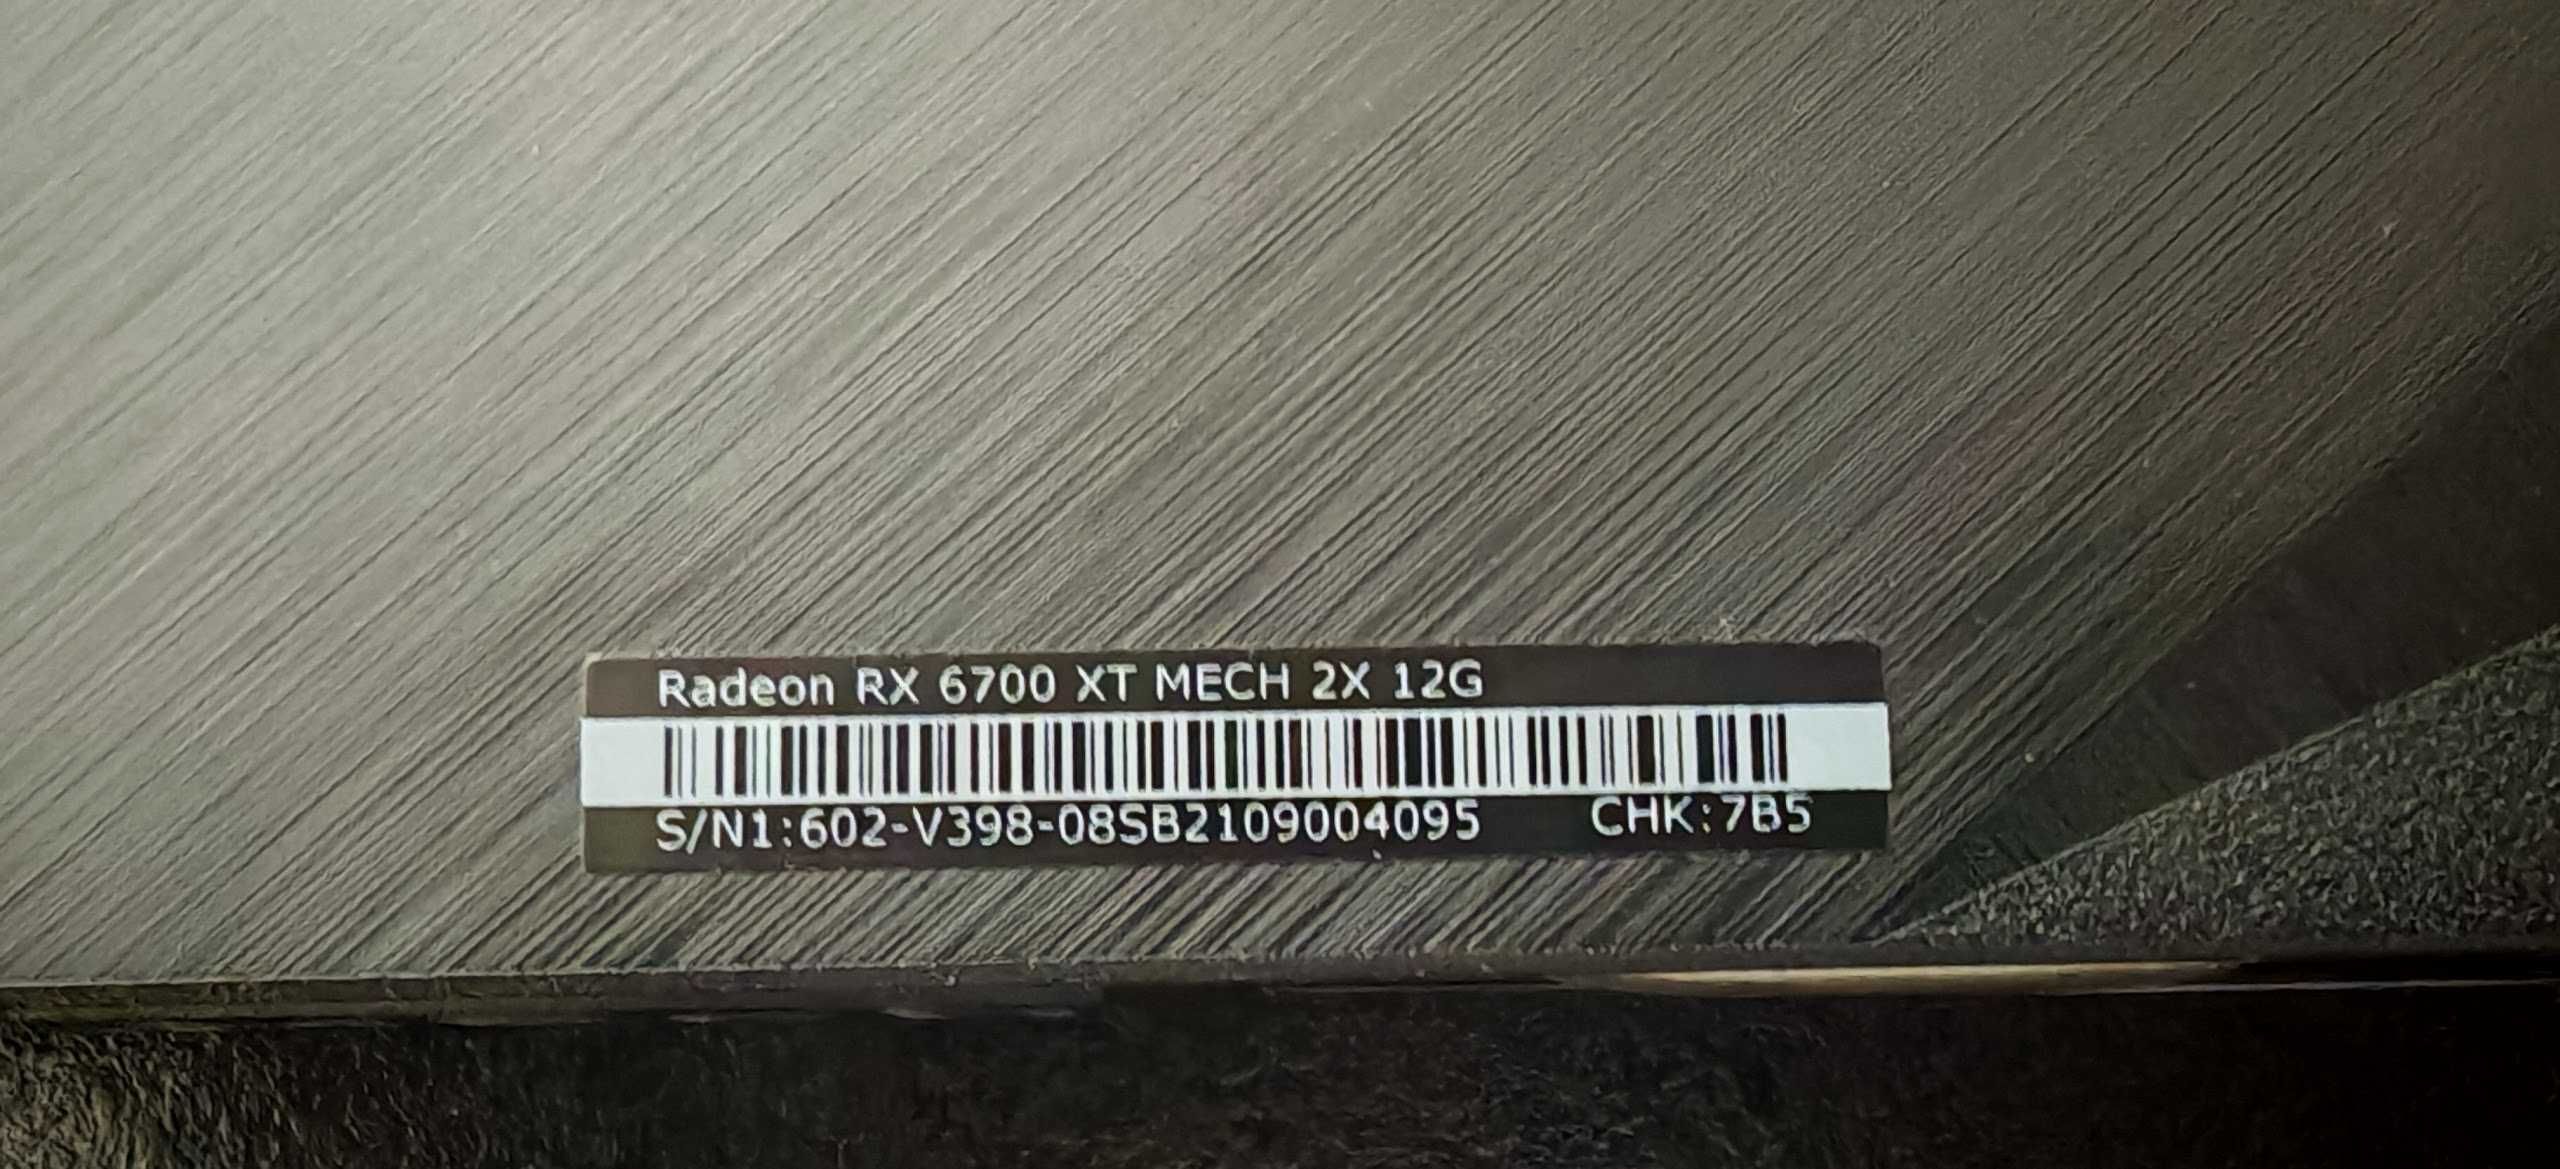 Radeon RX 6700 XT MECH 2X 12G
S/N1:602-V398-08SB2109004095 CHK:7B5